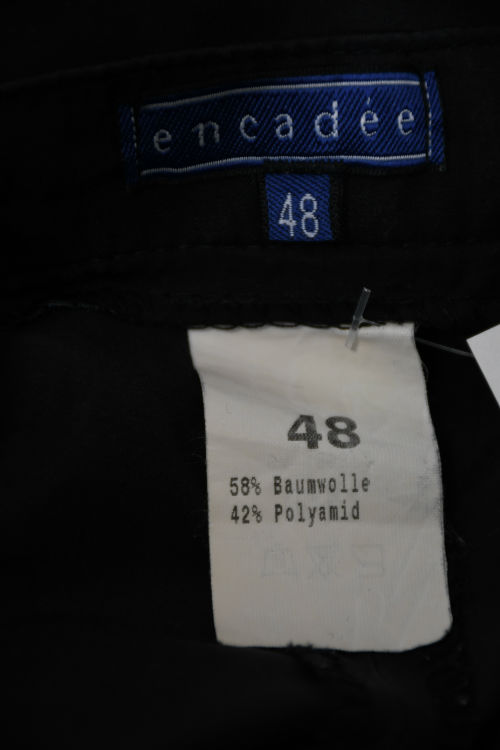 encadée
48
48
58% Baumwolle
42% Polyamid